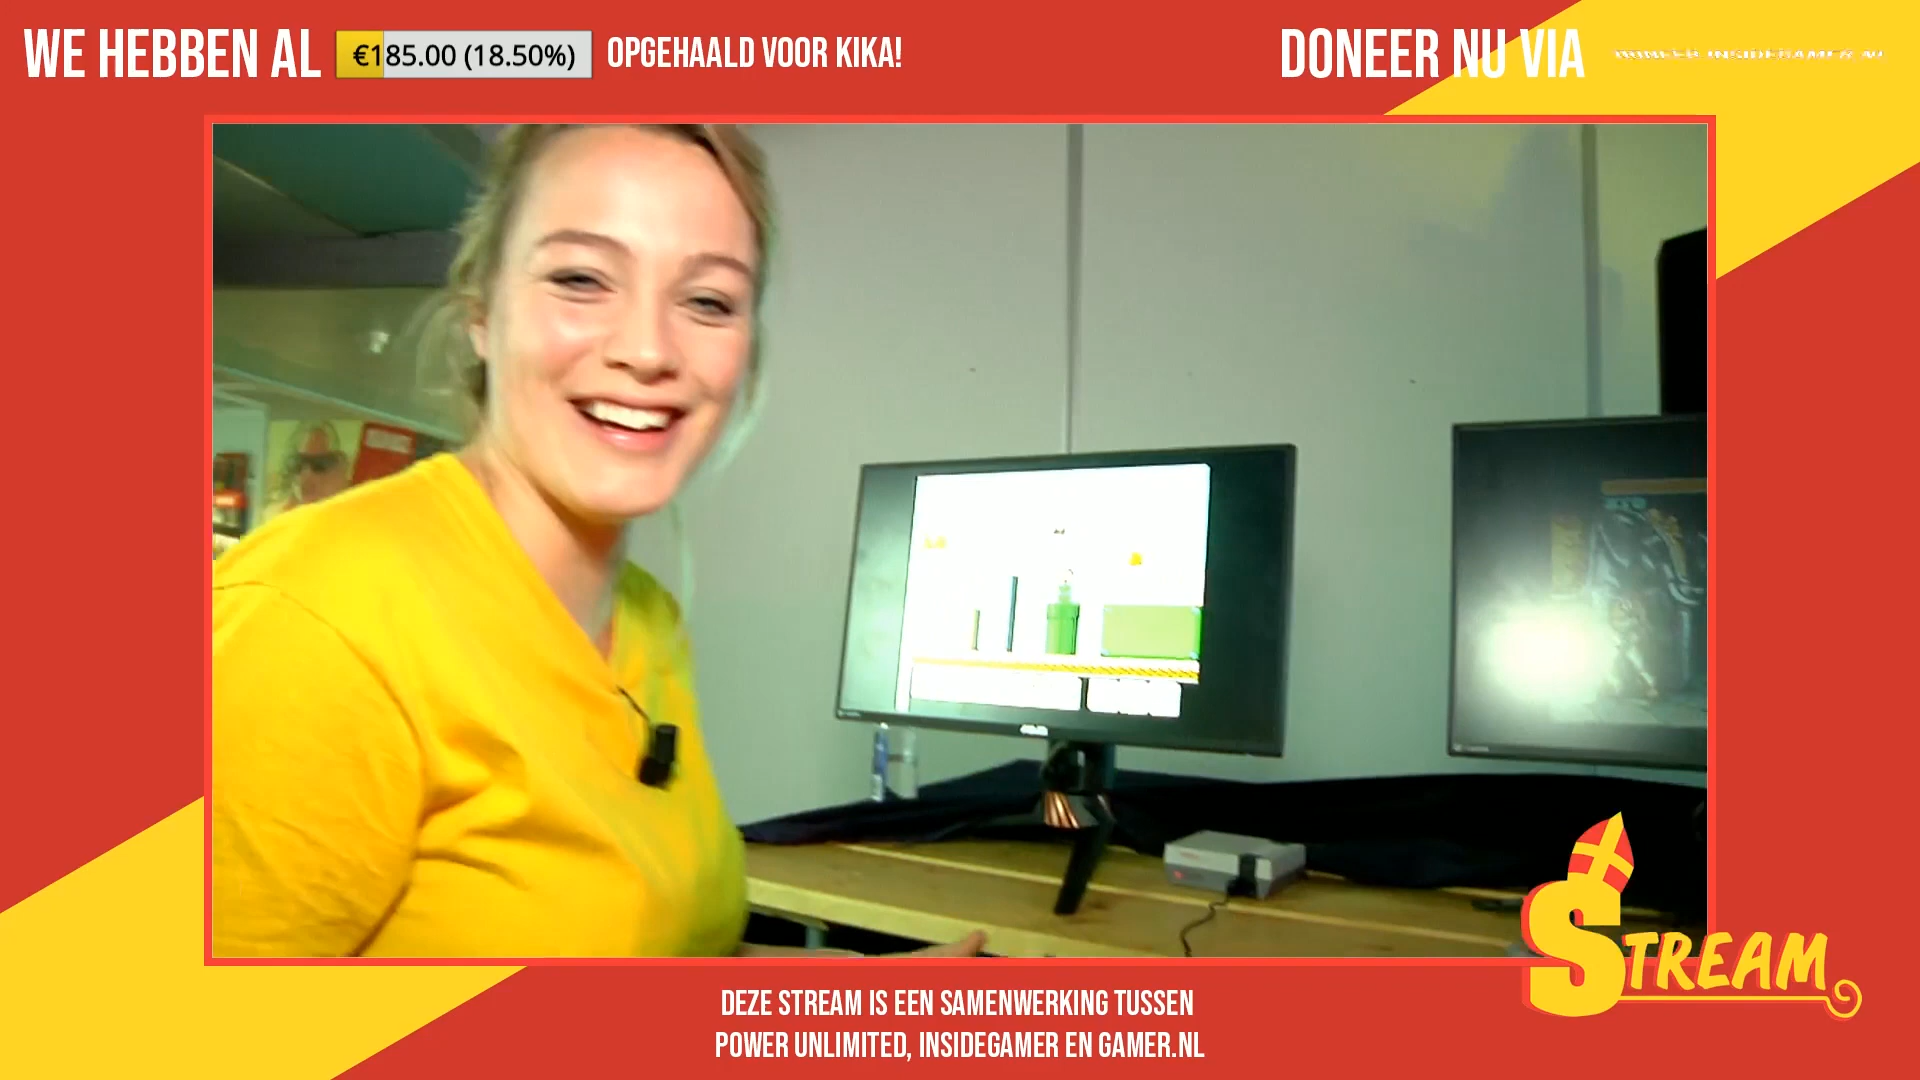 WE HEBBEN AL €185.00 (18.50%) OPGEHAALD VOOR KIKA!
DONEER NU VIA
STREAM
DEZE STREAM IS EEN SAMENWERKING TUSSEN
POWER UNLIMITED, INSIDEGAMER EN GAMER.NL